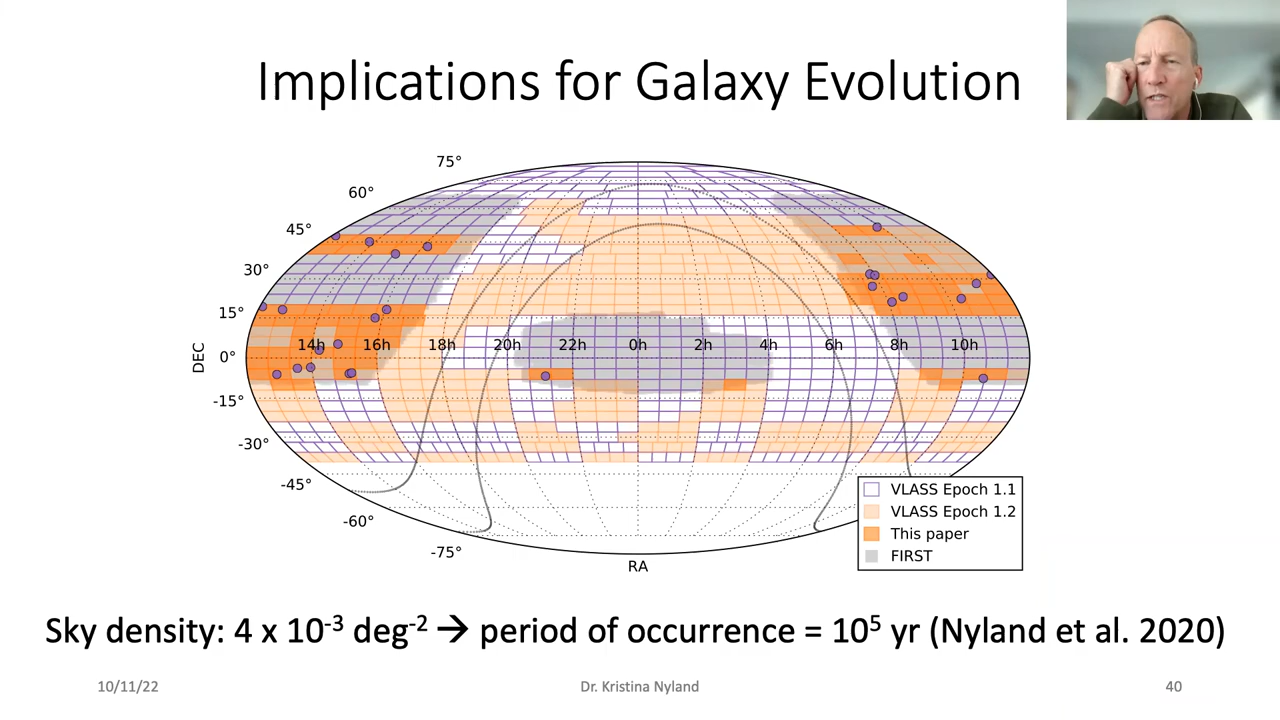 Implications for Galaxy Evolution
75°
60°
45°
30°
15°
0°
-15°
-30°
-45°
-60°
-75°
DEC
14h 16h 18h 20h 22h 0h 2h 4h 6h 8h 10h
RA
VLASS Epoch 1.1
VLASS Epoch 1.2
This paper
FIRST
Sky density: 4 x 10⁻³ deg⁻² → period of occurrence = 10⁵ yr (Nyland et al. 2020)
10/11/22 Dr. Kristina Nyland 40